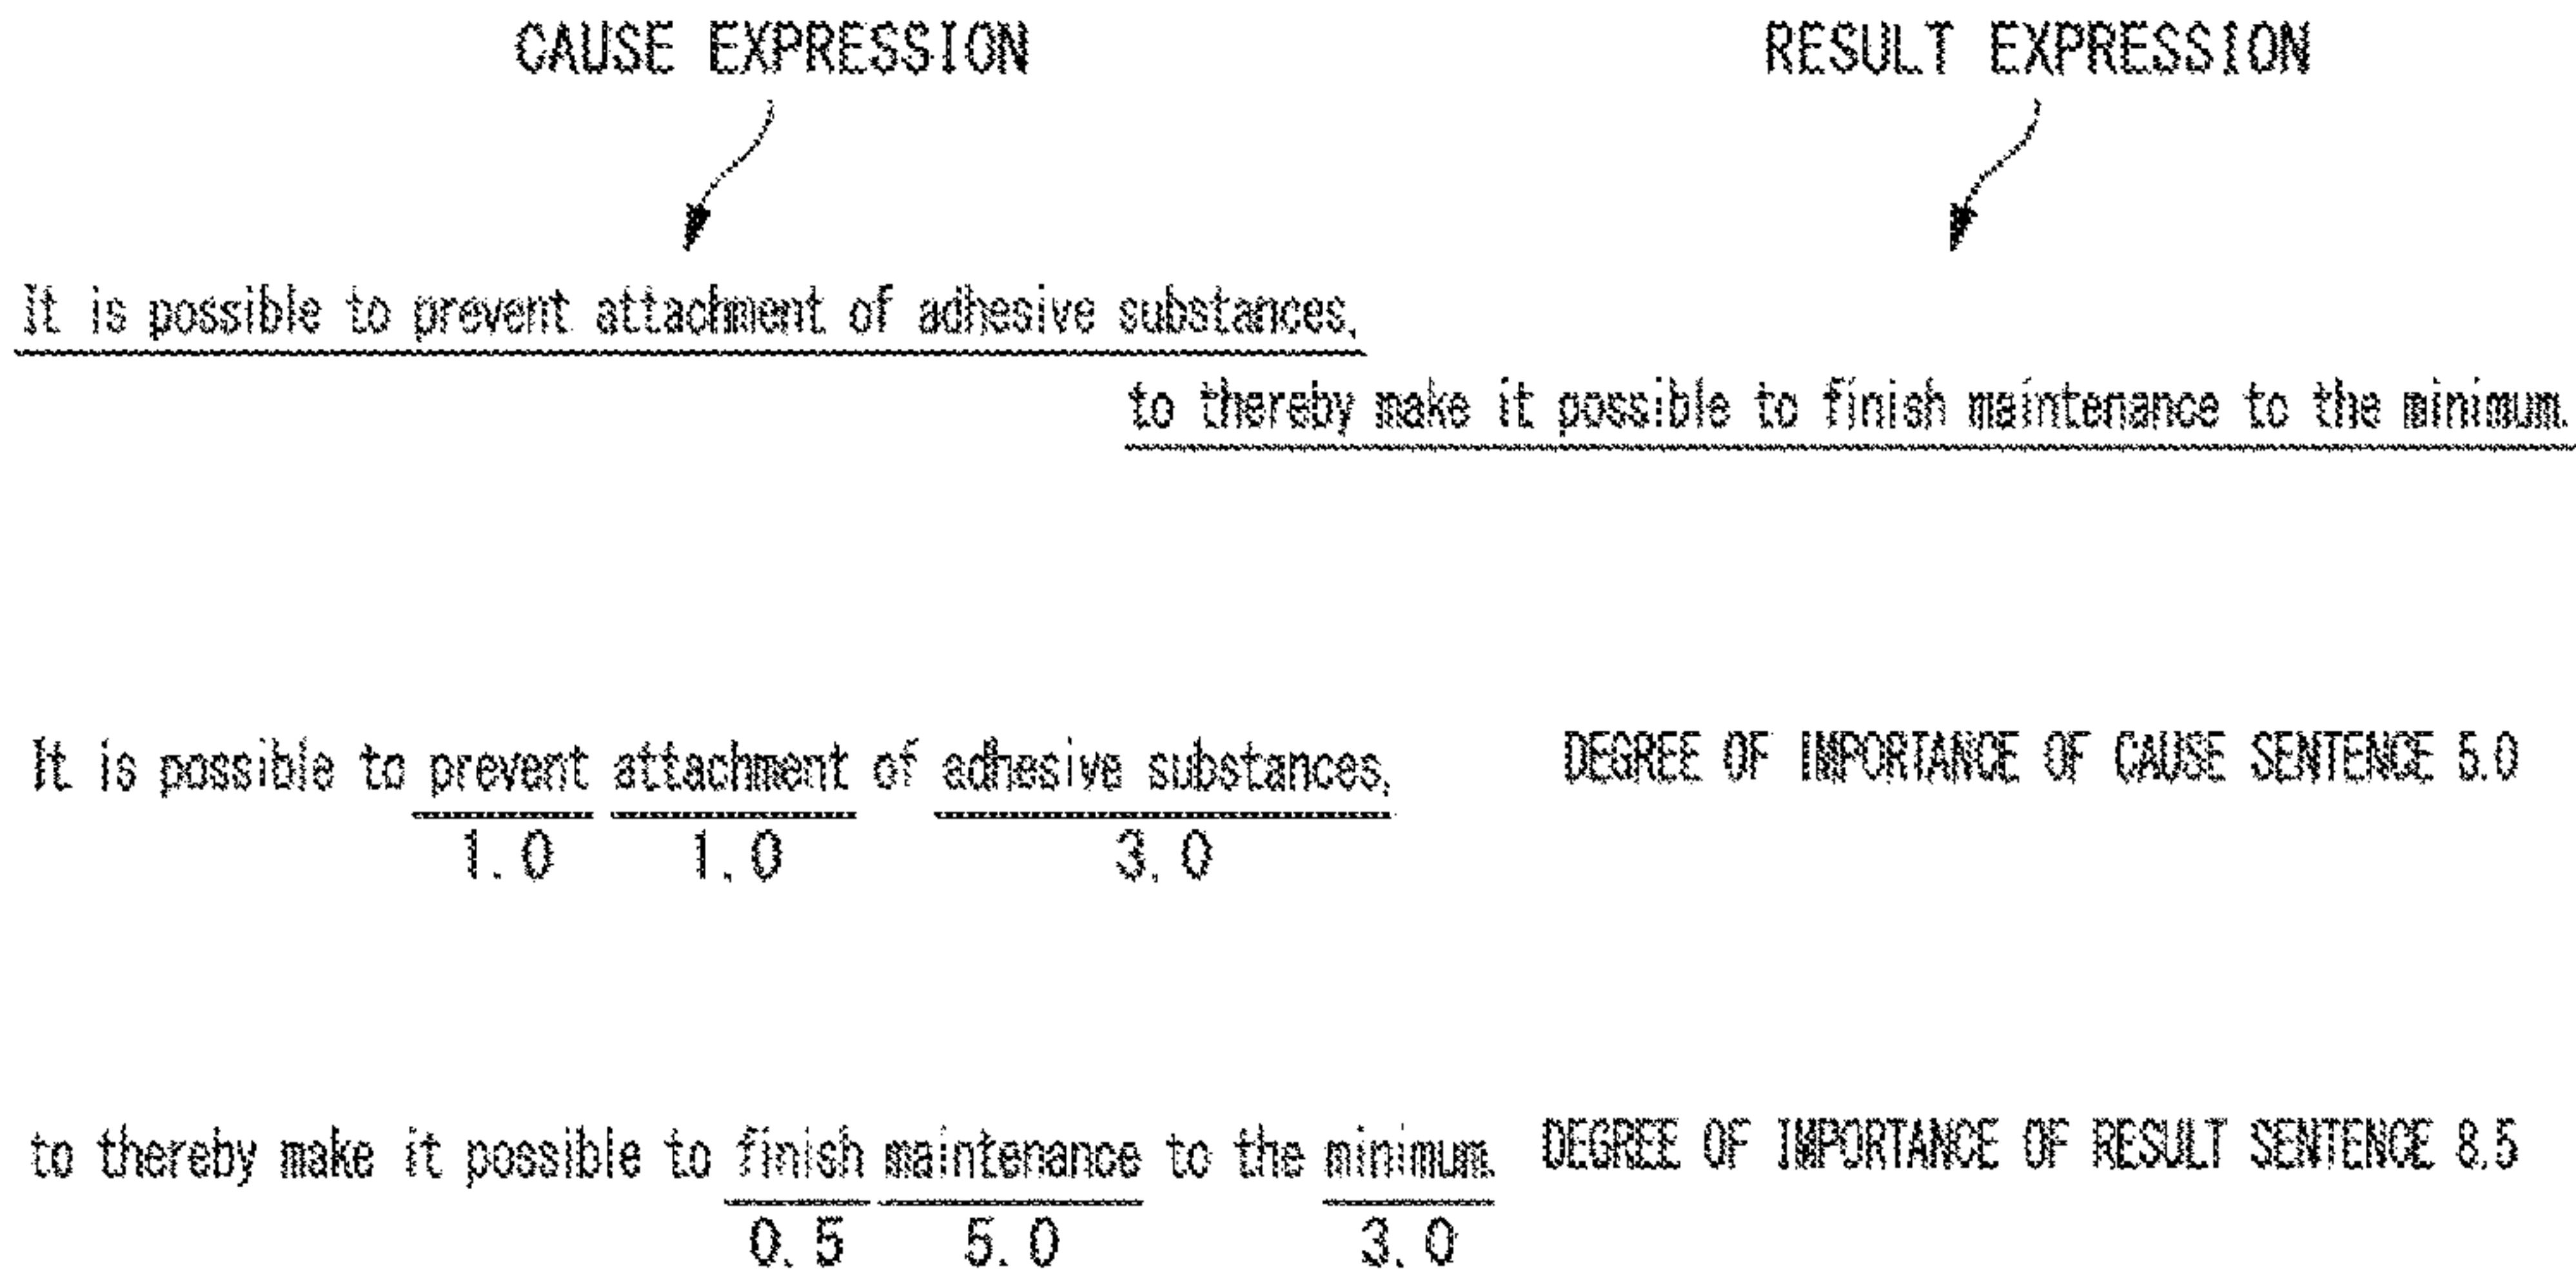 CAUSE EXPRESSION RESULT EXPRESSION
It is possible to prevent attachment of adhesive substances,
to thereby make it possible to finish maintenance to the minimum.
It is possible to prevent attachment of adhesive substances, DEGREE OF IMPORTANCE OF CAUSE SENTENCE 5.0
1.0 1.0 3.0
to thereby make it possible to finish maintenance to the minimum. DEGREE OF IMPORTANCE OF RESULT SENTENCE 8.5
0.5 5.0 3.0